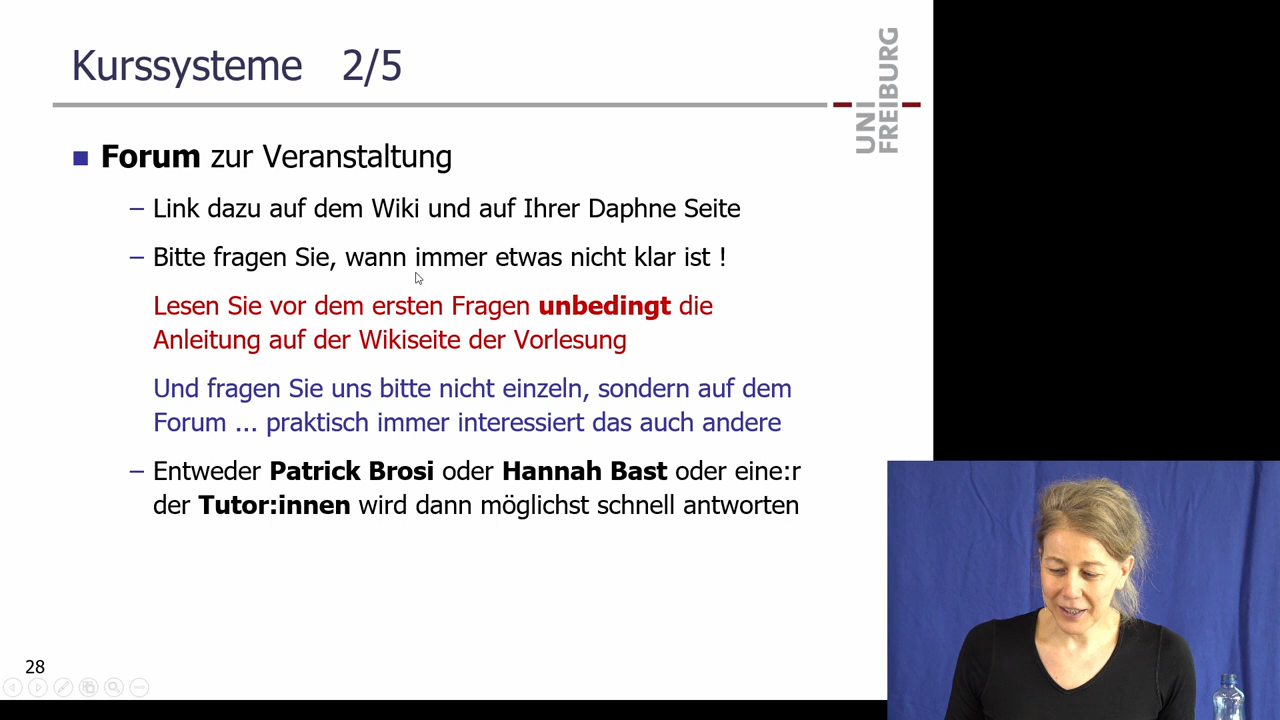 Kurssysteme 2/5
UNI
FREIBURG
Forum zur Veranstaltung
– Link dazu auf dem Wiki und auf Ihrer Daphne Seite
– Bitte fragen Sie, wann immer etwas nicht klar ist !
Lesen Sie vor dem ersten Fragen unbedingt die
Anleitung auf der Wikiseite der Vorlesung
Und fragen Sie uns bitte nicht einzeln, sondern auf dem
Forum ... praktisch immer interessiert das auch andere
– Entweder Patrick Brosi oder Hannah Bast oder eine:r
der Tutor:innen wird dann möglichst schnell antworten
28